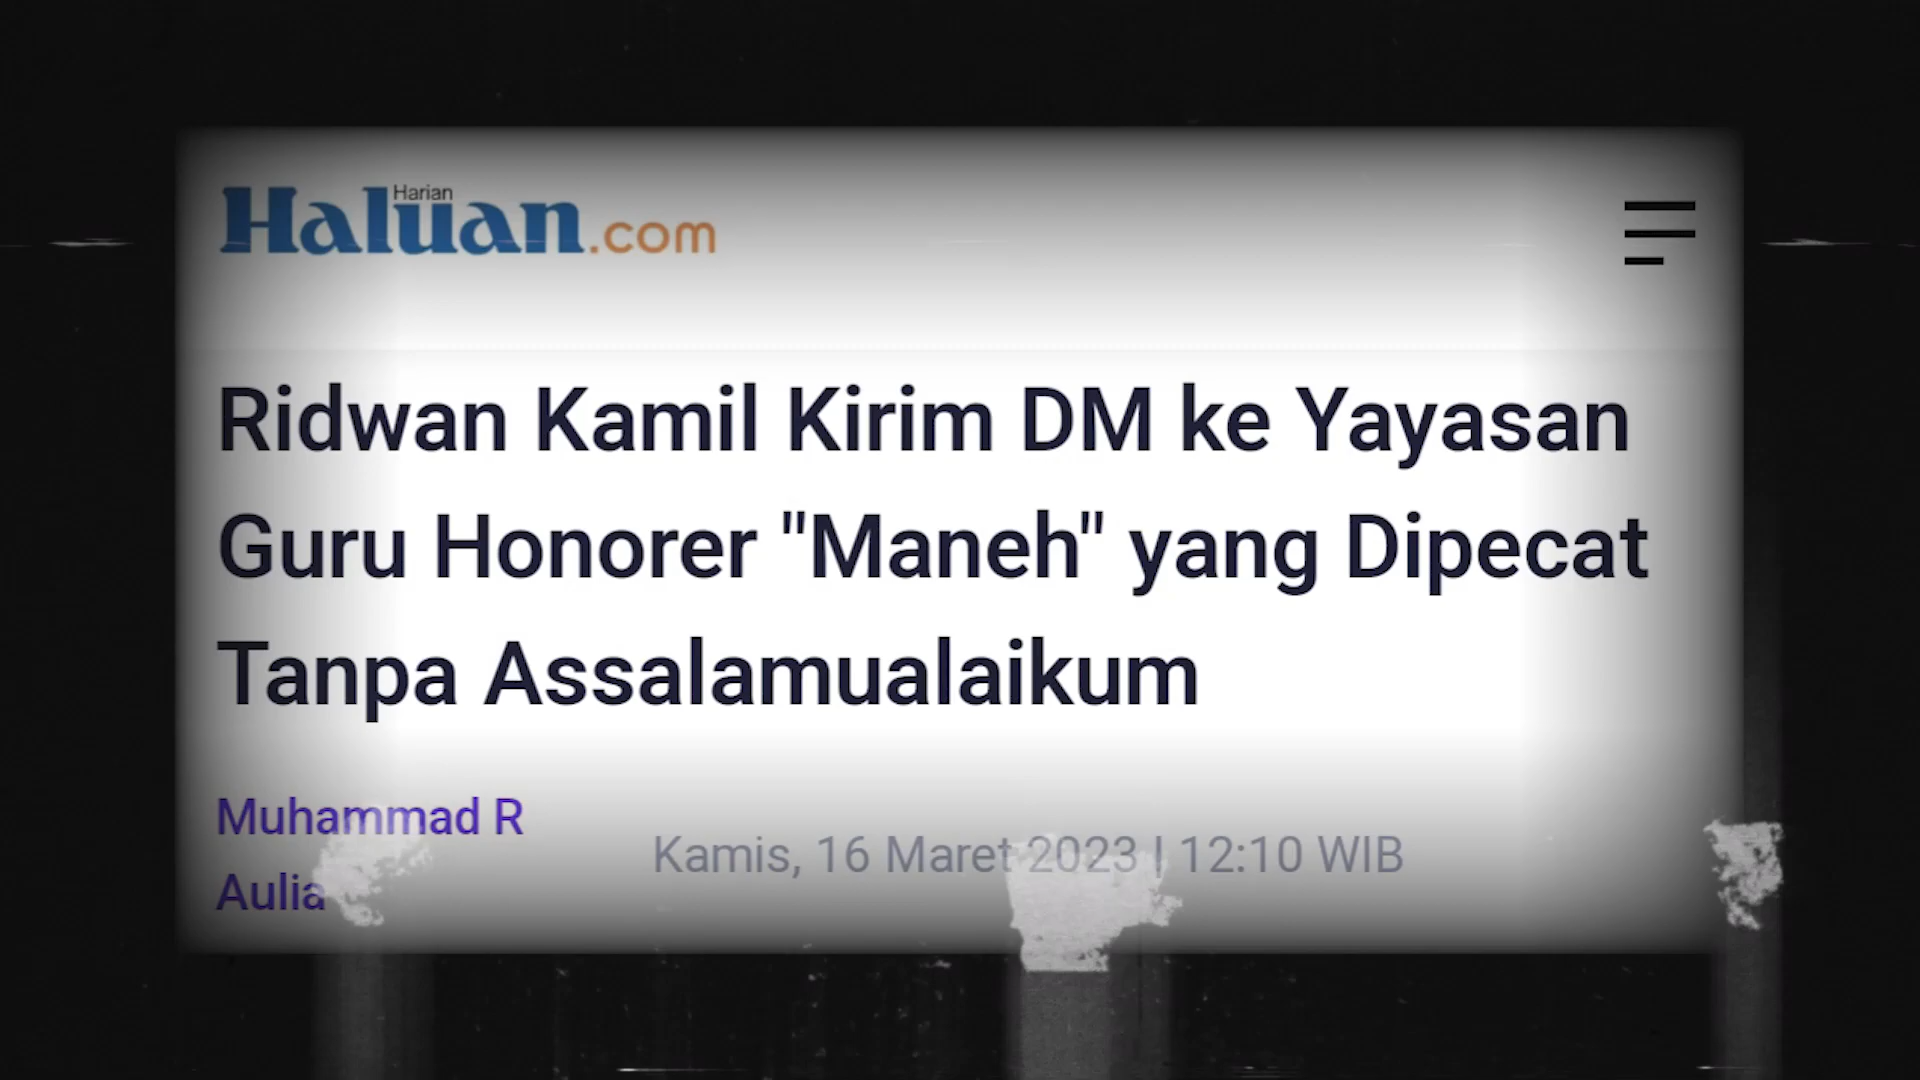 Harian
Haluan.com
Ridwan Kamil Kirim DM ke Yayasan
Guru Honorer "Maneh" yang Dipecat
Tanpa Assalamualaikum
Muhammad R
Aulia
Kamis, 16 Maret 2023 | 12:10 WIB